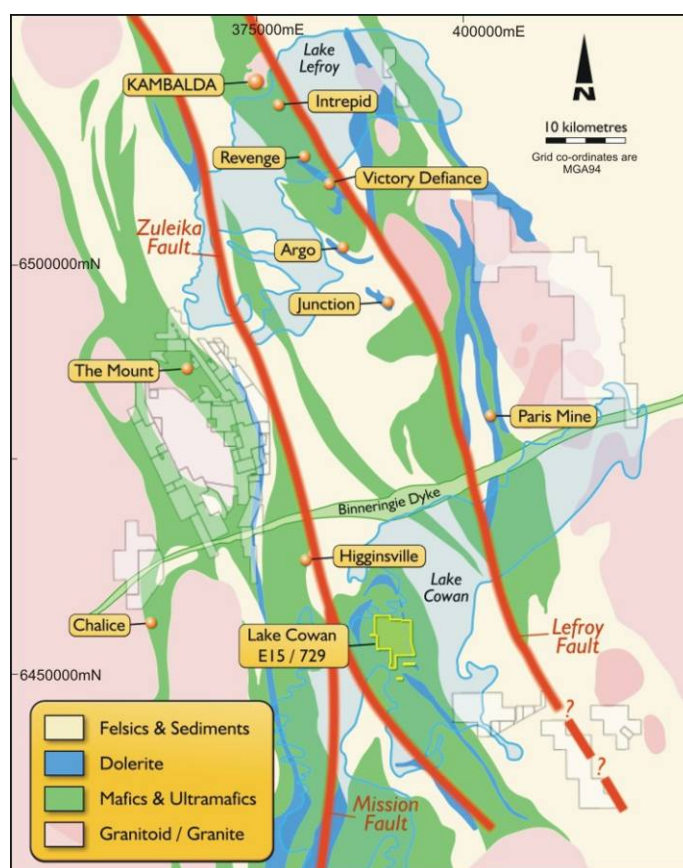 375000mE
400000mE
Lake
Lefroy
KAMBALDA
Intrepid
N
10 kilometres
Grid co-ordinates are
MGA94
Revenge
Victory Defiance
Zuleika
Fault
Argo
6500000mN
Junction
The Mount
Paris Mine
Binneringie Dyke
Higginsville
Lake
Cowan
Chalice
Lake Cowan
E15 / 729
Lefroy
Fault
6450000mN
?
?
Felsics & Sediments
Dolerite
Mafics & Ultramafics
Granitoid / Granite
Mission
Fault